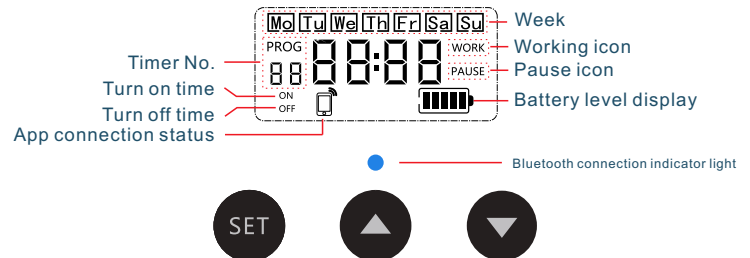 Mo Tu We Th Fr Sa Su
Week
PROG
88:88
WORK
Working icon
Timer No.
88
PAUSE
Pause icon
Turn on time
ON
Battery level display
Turn off time
OFF
App connection status
Bluetooth connection indicator light
SET